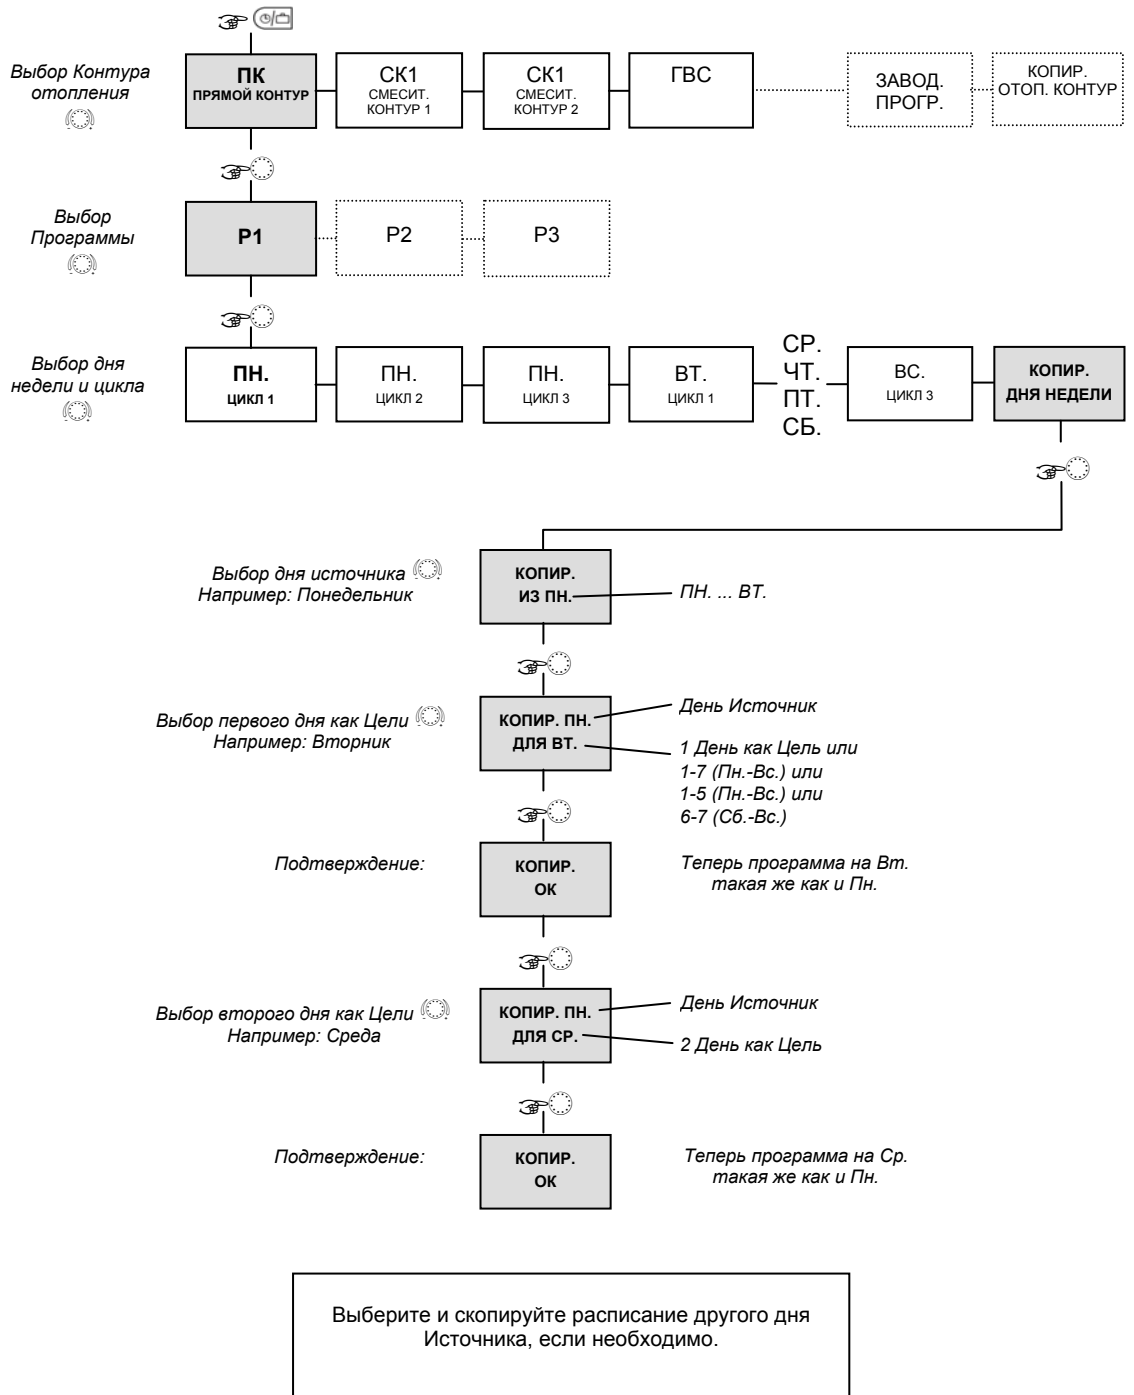 Выбор Контура
отопления
ПК
ПРЯМОЙ КОНТУР
СК1
СМЕСИТ.
КОНТУР 1
СК1
СМЕСИТ.
КОНТУР 2
ГВС
ЗАВОД.
ПРОГР.
КОПИР.
ОТОП. КОНТУР
Выбор
Программы
P1
P2
P3
Выбор дня
недели и цикла
ПН.
ЦИКЛ 1
ПН.
ЦИКЛ 2
ПН.
ЦИКЛ 3
ВТ.
ЦИКЛ 1
СР.
ЧТ.
ПТ.
СБ.
ВС.
ЦИКЛ 3
КОПИР.
ДНЯ НЕДЕЛИ
Выбор дня источника
Например: Понедельник
КОПИР.
ИЗ ПН.
ПН. ... ВТ.
Выбор первого дня как Цели
Например: Вторник
КОПИР. ПН.
ДЛЯ ВТ.
День Источник
1 День как Цель или
1-7 (Пн.-Вс.) или
1-5 (Пн.-Вс.) или
6-7 (Сб.-Вс.)
Подтверждение:
КОПИР.
ОК
Теперь программа на Вт.
такая же как и Пн.
Выбор второго дня как Цели
Например: Среда
КОПИР. ПН.
ДЛЯ СР.
День Источник
2 День как Цель
Подтверждение:
КОПИР.
ОК
Теперь программа на Ср.
такая же как и Пн.
Выберите и скопируйте расписание другого дня
Источника, если необходимо.